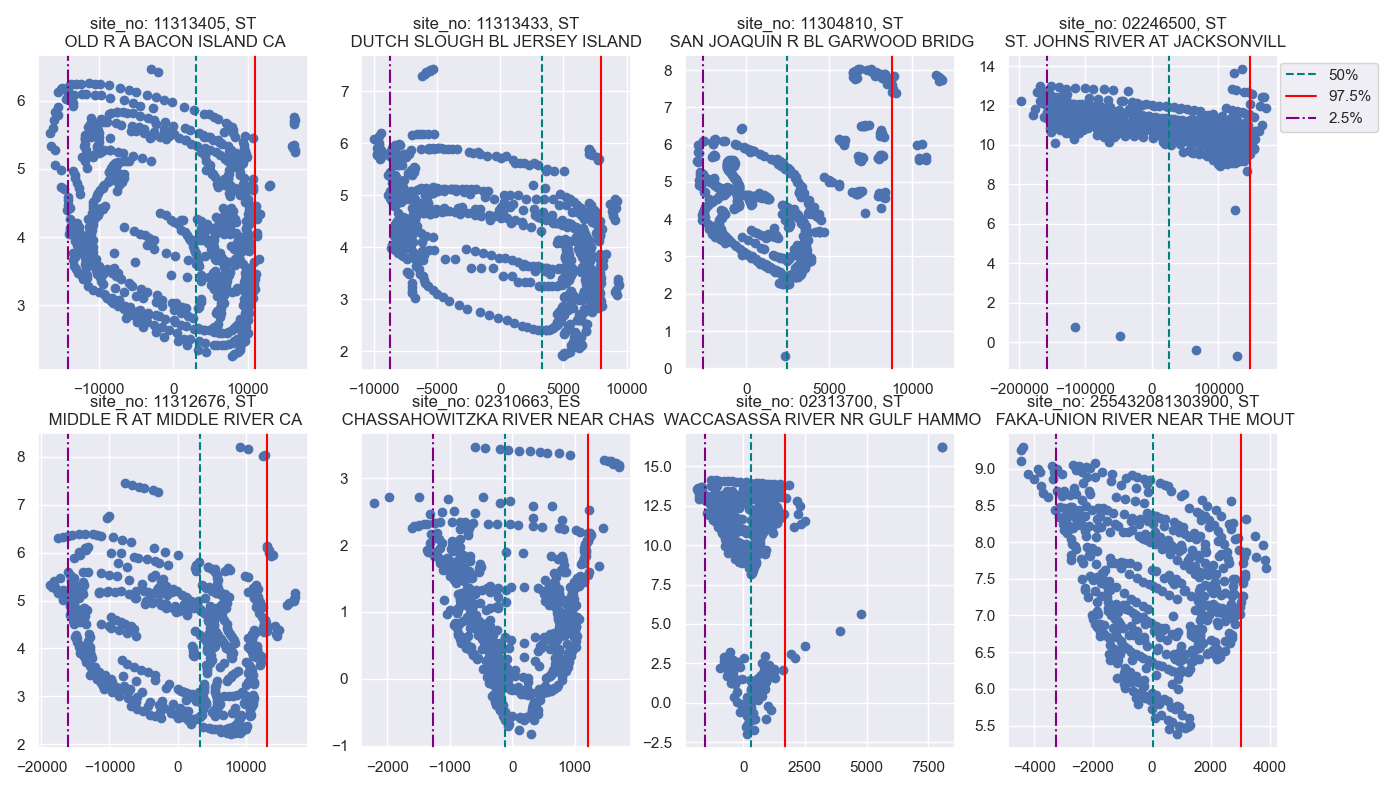 site_no: 11313405, ST
OLD R A BACON ISLAND CA
site_no: 11313433, ST
DUTCH SLOUGH BL JERSEY ISLAND
site_no: 11304810, ST
SAN JOAQUIN R BL GARWOOD BRIDG
site_no: 02246500, ST
ST. JOHNS RIVER AT JACKSONVILL
50%
97.5%
2.5%
6
5
4
3
−10000 0 10000
7
6
5
4
3
2
−10000 −5000 0 5000 10000
8
7
6
5
4
3
2
1
0
0 5000 10000
14
12
10
8
6
4
2
0
−200000 −100000 0 100000
site_no: 11312676, ST
MIDDLE R AT MIDDLE RIVER CA
site_no: 02310663, ES
CHASSAHOWITZKA RIVER NEAR CHAS
site_no: 02313700, ST
WACCASASSA RIVER NR GULF HAMMO
site_no: 255432081303900, ST
FAKA-UNION RIVER NEAR THE MOUT
8
7
6
5
4
3
2
−20000 −10000 0 10000
3
2
1
0
−1
−2000 −1000 0 1000
15.0
12.5
10.0
7.5
5.0
2.5
0.0
−2.5
0 2500 5000 7500
9.0
8.5
8.0
7.5
7.0
6.5
6.0
5.5
−4000 −2000 0 2000 4000